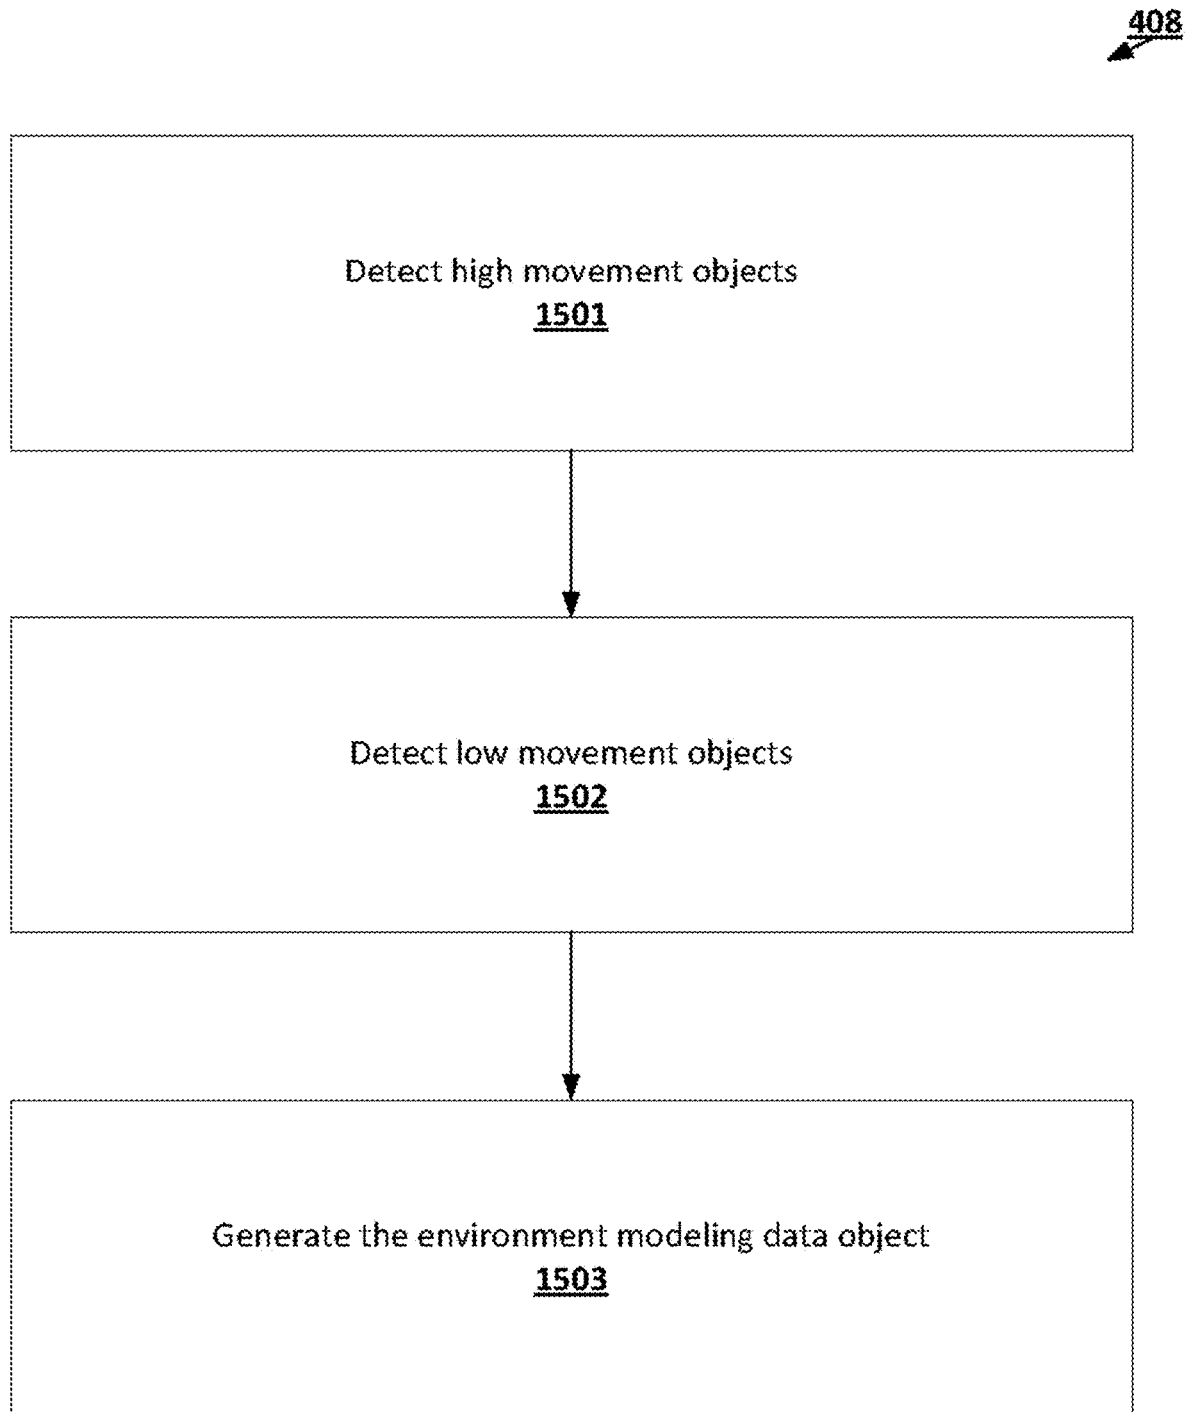 408
Detect high movement objects
1501
Detect low movement objects
1502
Generate the environment modeling data object
1503